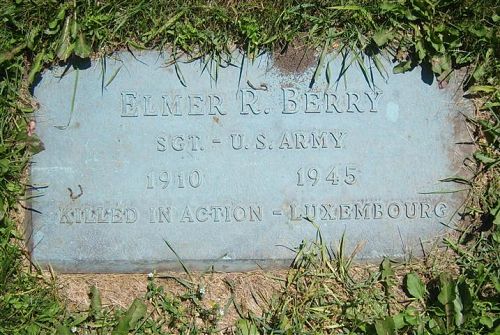 ELMER R. BERRY
SGT. - U.S. ARMY
1910 1945
KILLED IN ACTION - LUXEMBOURG